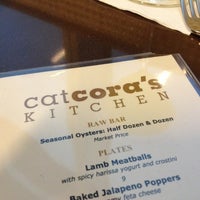 catcora's
KITCHEN
RAW BAR
Seasonal Oysters: Half Dozen & Dozen
Market Price
PLATES
Lamb Meatballs
with spicy harissa yogurt and crostini
9
Baked Jalapeno Poppers
feta cheese